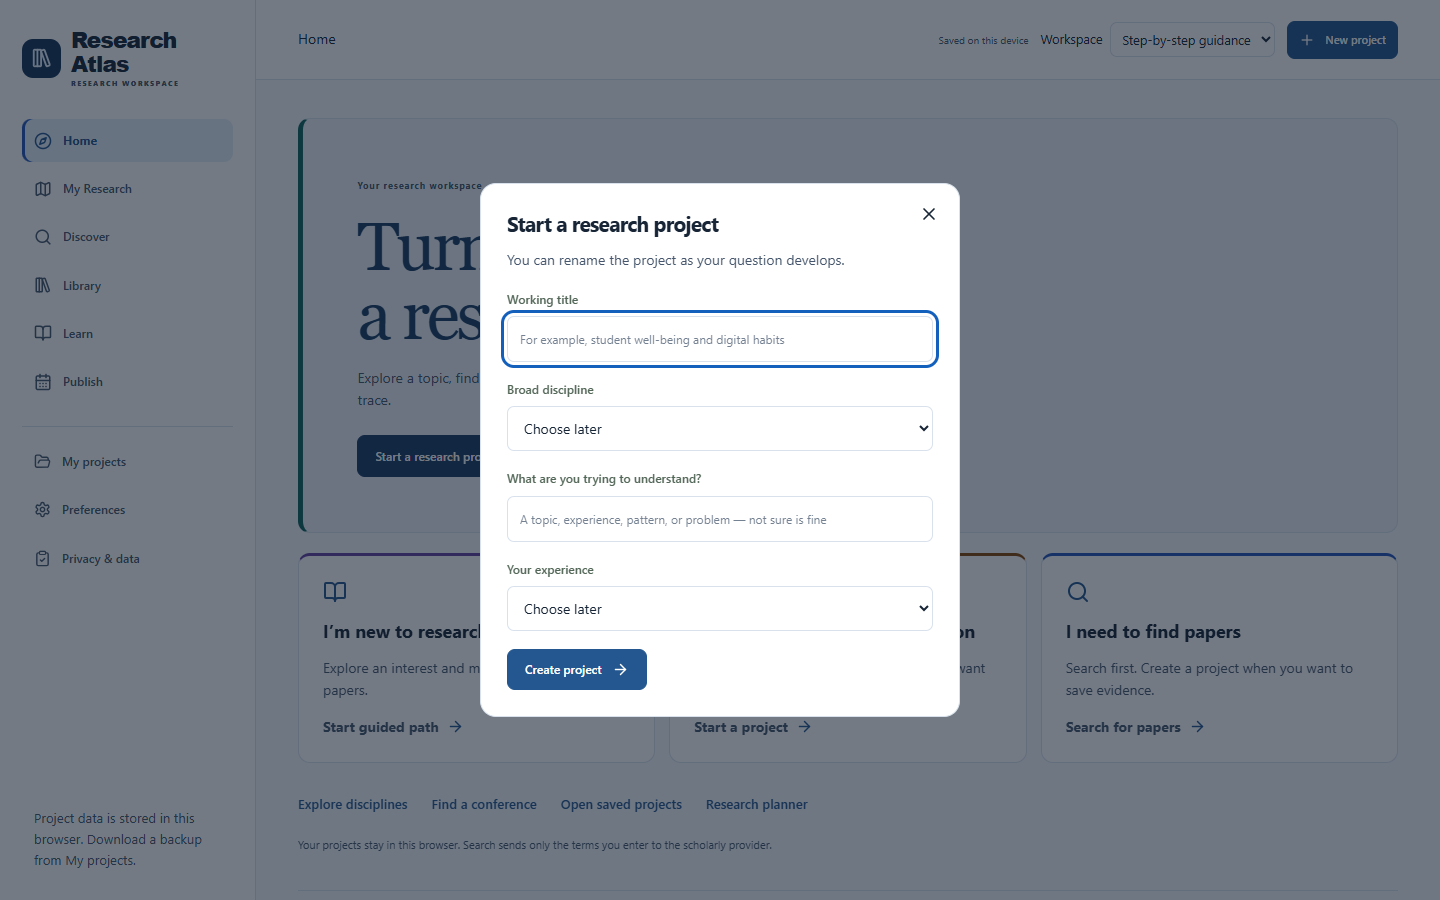 Research
Atlas
RESEARCH WORKSPACE
Home
My Research
Discover
Library
Learn
Publish
My projects
Preferences
Privacy & data
Project data is stored in this
browser. Download a backup
from My projects.
Home
Saved on this device
Workspace
Step-by-step guidance
New project
Your research workspace
Turn
a res
Explore a topic, find
trace.
Start a research pro
Start a research project
You can rename the project as your question develops.
Working title
For example, student well-being and digital habits
Broad discipline
Choose later
What are you trying to understand?
A topic, experience, pattern, or problem — not sure is fine
Your experience
Choose later
Create project
I’m new to research
Explore an interest and m
papers.
Start guided path
on
want
Start a project
I need to find papers
Search first. Create a project when you want to
save evidence.
Search for papers
Explore disciplines
Find a conference
Open saved projects
Research planner
Your projects stay in this browser. Search sends only the terms you enter to the scholarly provider.